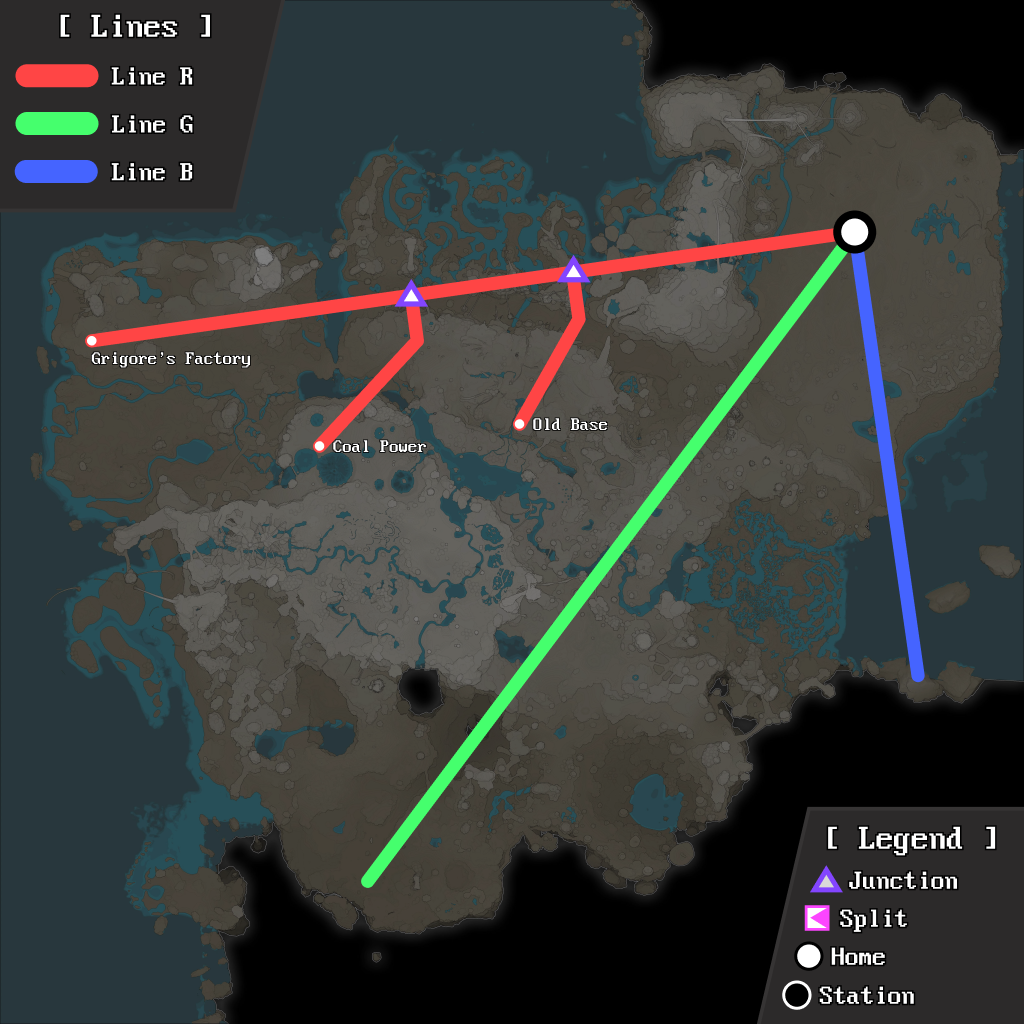 [ Lines ]
Line R
Line G
Line B
Grigore's Factory
Old Base
Coal Power
[ Legend ]
Junction
Split
Home
Station